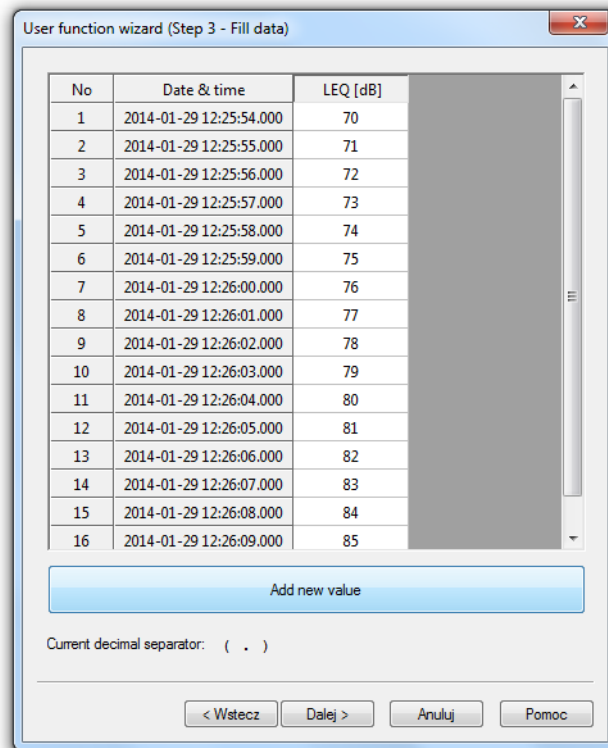 User function wizard (Step 3 - Fill data)
No Date & time LEQ [dB]
1 2014-01-29 12:25:54.000 70
2 2014-01-29 12:25:55.000 71
3 2014-01-29 12:25:56.000 72
4 2014-01-29 12:25:57.000 73
5 2014-01-29 12:25:58.000 74
6 2014-01-29 12:25:59.000 75
7 2014-01-29 12:26:00.000 76
8 2014-01-29 12:26:01.000 77
9 2014-01-29 12:26:02.000 78
10 2014-01-29 12:26:03.000 79
11 2014-01-29 12:26:04.000 80
12 2014-01-29 12:26:05.000 81
13 2014-01-29 12:26:06.000 82
14 2014-01-29 12:26:07.000 83
15 2014-01-29 12:26:08.000 84
16 2014-01-29 12:26:09.000 85
Add new value
Current decimal separator: ( . )
< Wstecz Dalej > Anuluj Pomoc